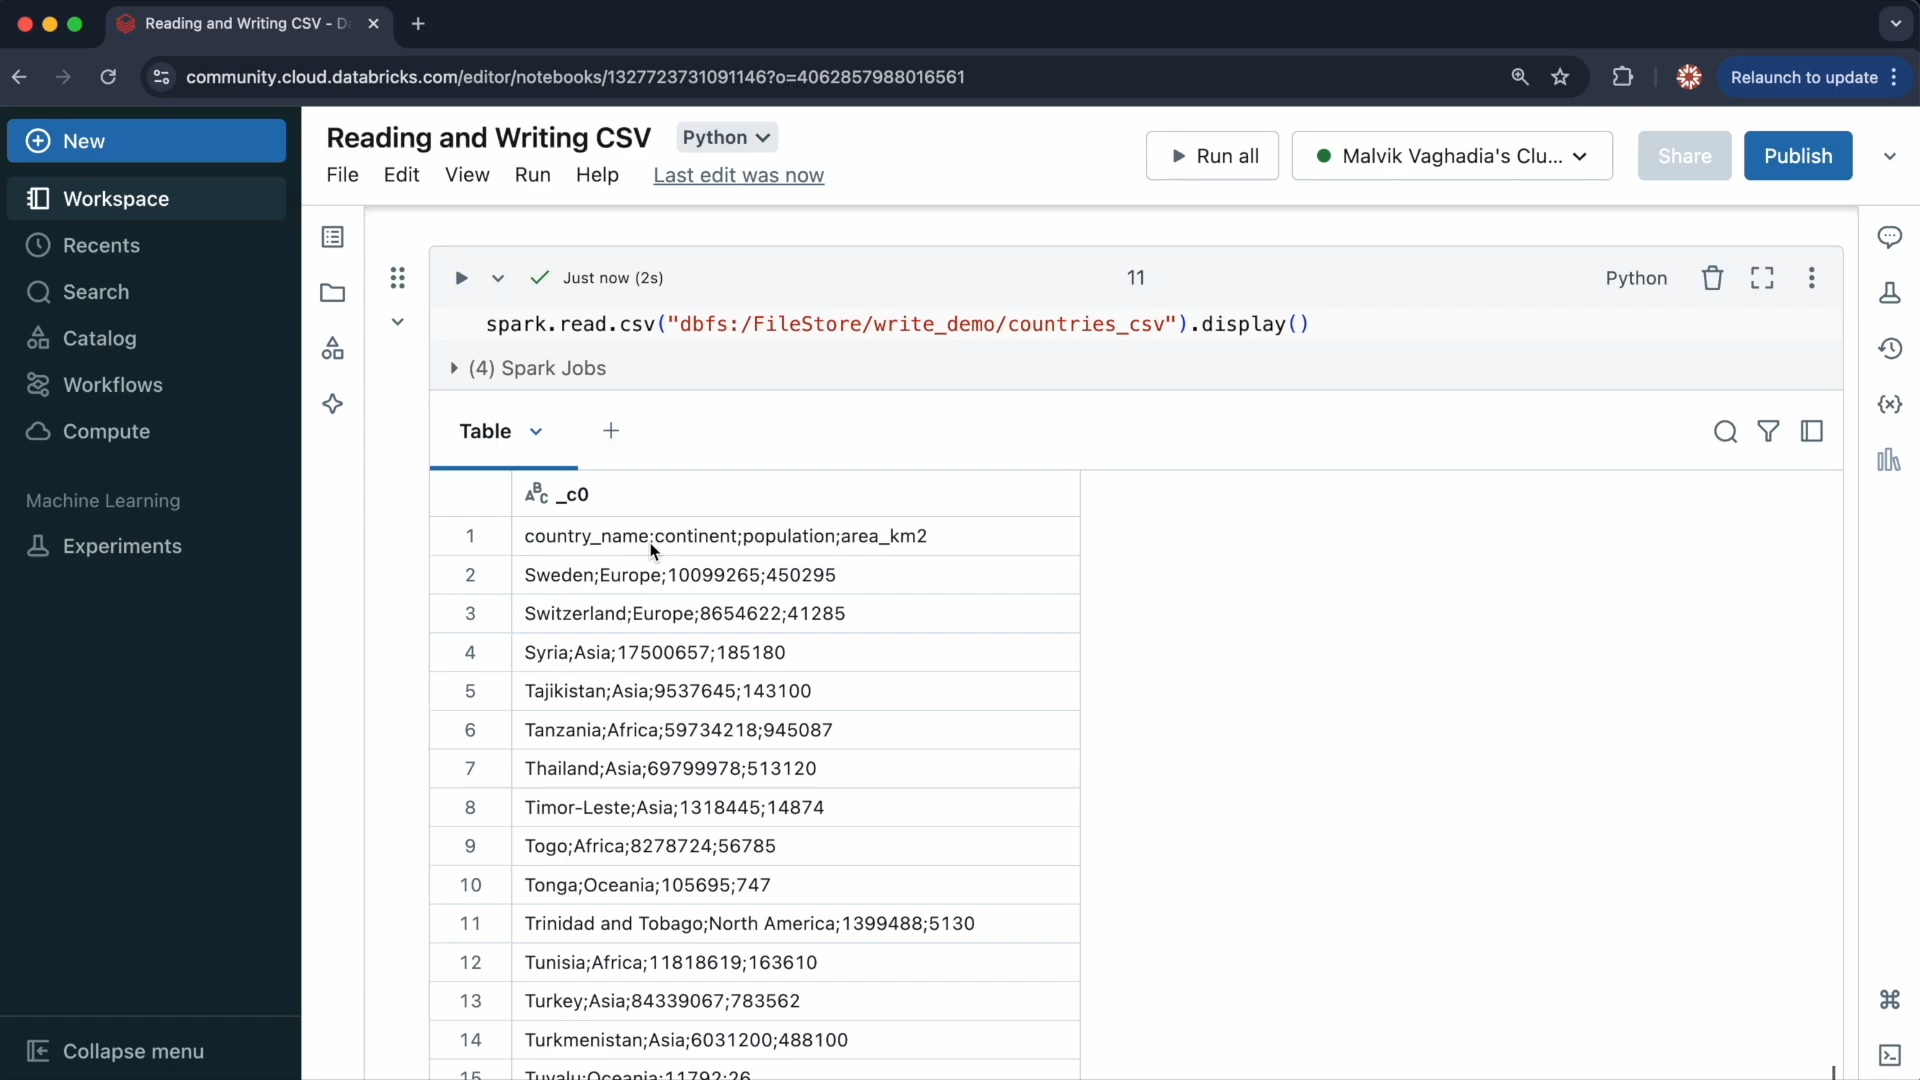 Reading and Writing CSV - Da
community.cloud.databricks.com/editor/notebooks/1327723731091146?o=4062857988016561
Relaunch to update
New
Workspace
Recents
Search
Catalog
Workflows
Compute
Machine Learning
Experiments
Collapse menu
Reading and Writing CSV
Python
File Edit View Run Help Last edit was now
Run all
Malvik Vaghadia's Clu...
Share
Publish
Just now (2s)
11
Python
spark.read.csv("dbfs:/FileStore/write_demo/countries_csv").display()
(4) Spark Jobs
Table
ABC _c0
1 country_name;continent;population;area_km2
2 Sweden;Europe;10099265;450295
3 Switzerland;Europe;8654622;41285
4 Syria;Asia;17500657;185180
5 Tajikistan;Asia;9537645;143100
6 Tanzania;Africa;59734218;945087
7 Thailand;Asia;69799978;513120
8 Timor-Leste;Asia;1318445;14874
9 Togo;Africa;8278724;56785
10 Tonga;Oceania;105695;747
11 Trinidad and Tobago;North America;1399488;5130
12 Tunisia;Africa;11818619;163610
13 Turkey;Asia;84339067;783562
14 Turkmenistan;Asia;6031200;488100
15 Tuvalu;Oceania;11792;26